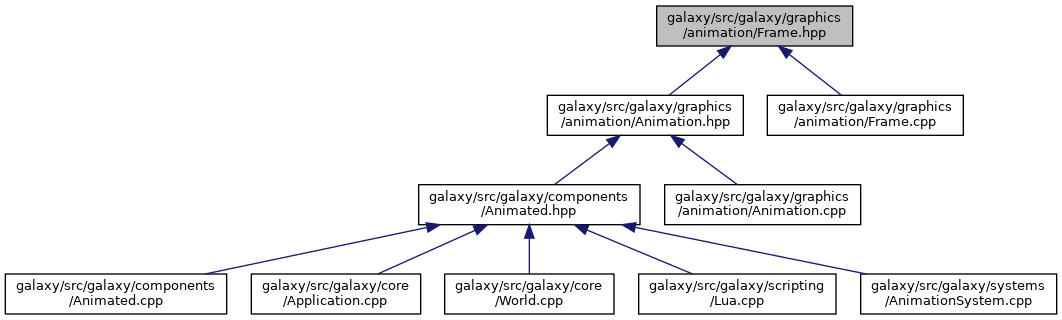 galaxy/src/galaxy/graphics
/animation/Frame.hpp
galaxy/src/galaxy/graphics
/animation/Animation.hpp
galaxy/src/galaxy/graphics
/animation/Frame.cpp
galaxy/src/galaxy/components
/Animated.hpp
galaxy/src/galaxy/graphics
/animation/Animation.cpp
galaxy/src/galaxy/components
/Animated.cpp
galaxy/src/galaxy/core
/Application.cpp
galaxy/src/galaxy/core
/World.cpp
galaxy/src/galaxy/scripting
/Lua.cpp
galaxy/src/galaxy/systems
/AnimationSystem.cpp